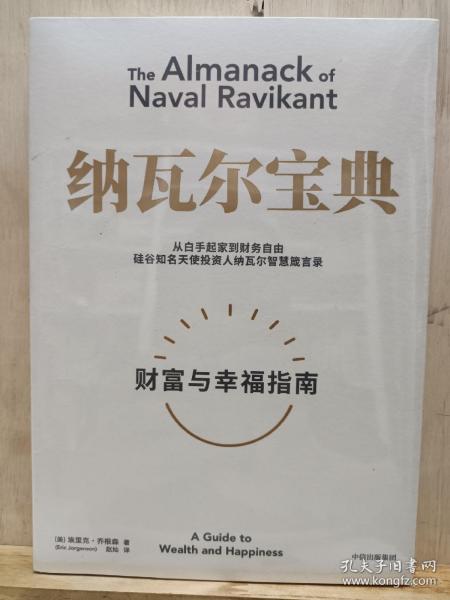 The Almanack of
Naval Ravikant
纳瓦尔宝典
从白手起家到财务自由
硅谷知名天使投资人纳瓦尔智慧箴言录
财富与幸福指南
[美] 埃里克·乔根森 著
(Eric Jorgenson) 赵灿 译
A Guide to
Wealth and Happiness
中信出版集团
孔夫子旧书网
book.kongfz.com